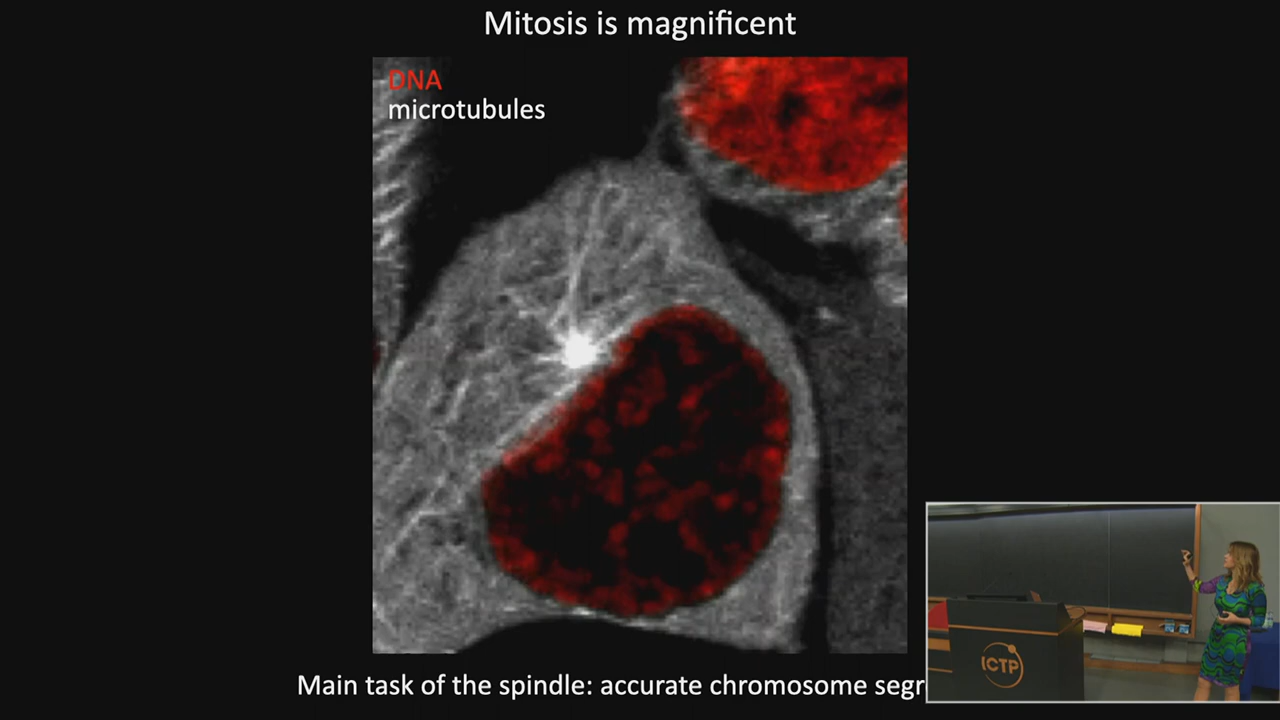 Mitosis is magnificent
DNA
microtubules
Main task of the spindle: accurate chromosome segr
ICTP